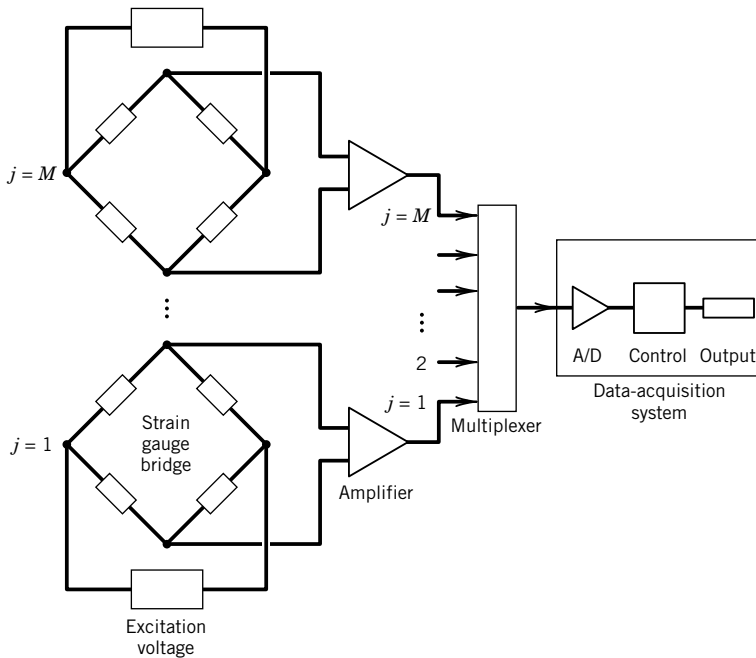 j = M
j = M
⋮
⋮
2
A/D
Control
Output
j = 1
Data-acquisition
system
Multiplexer
j = 1
Strain
gauge
bridge
Amplifier
Excitation
voltage